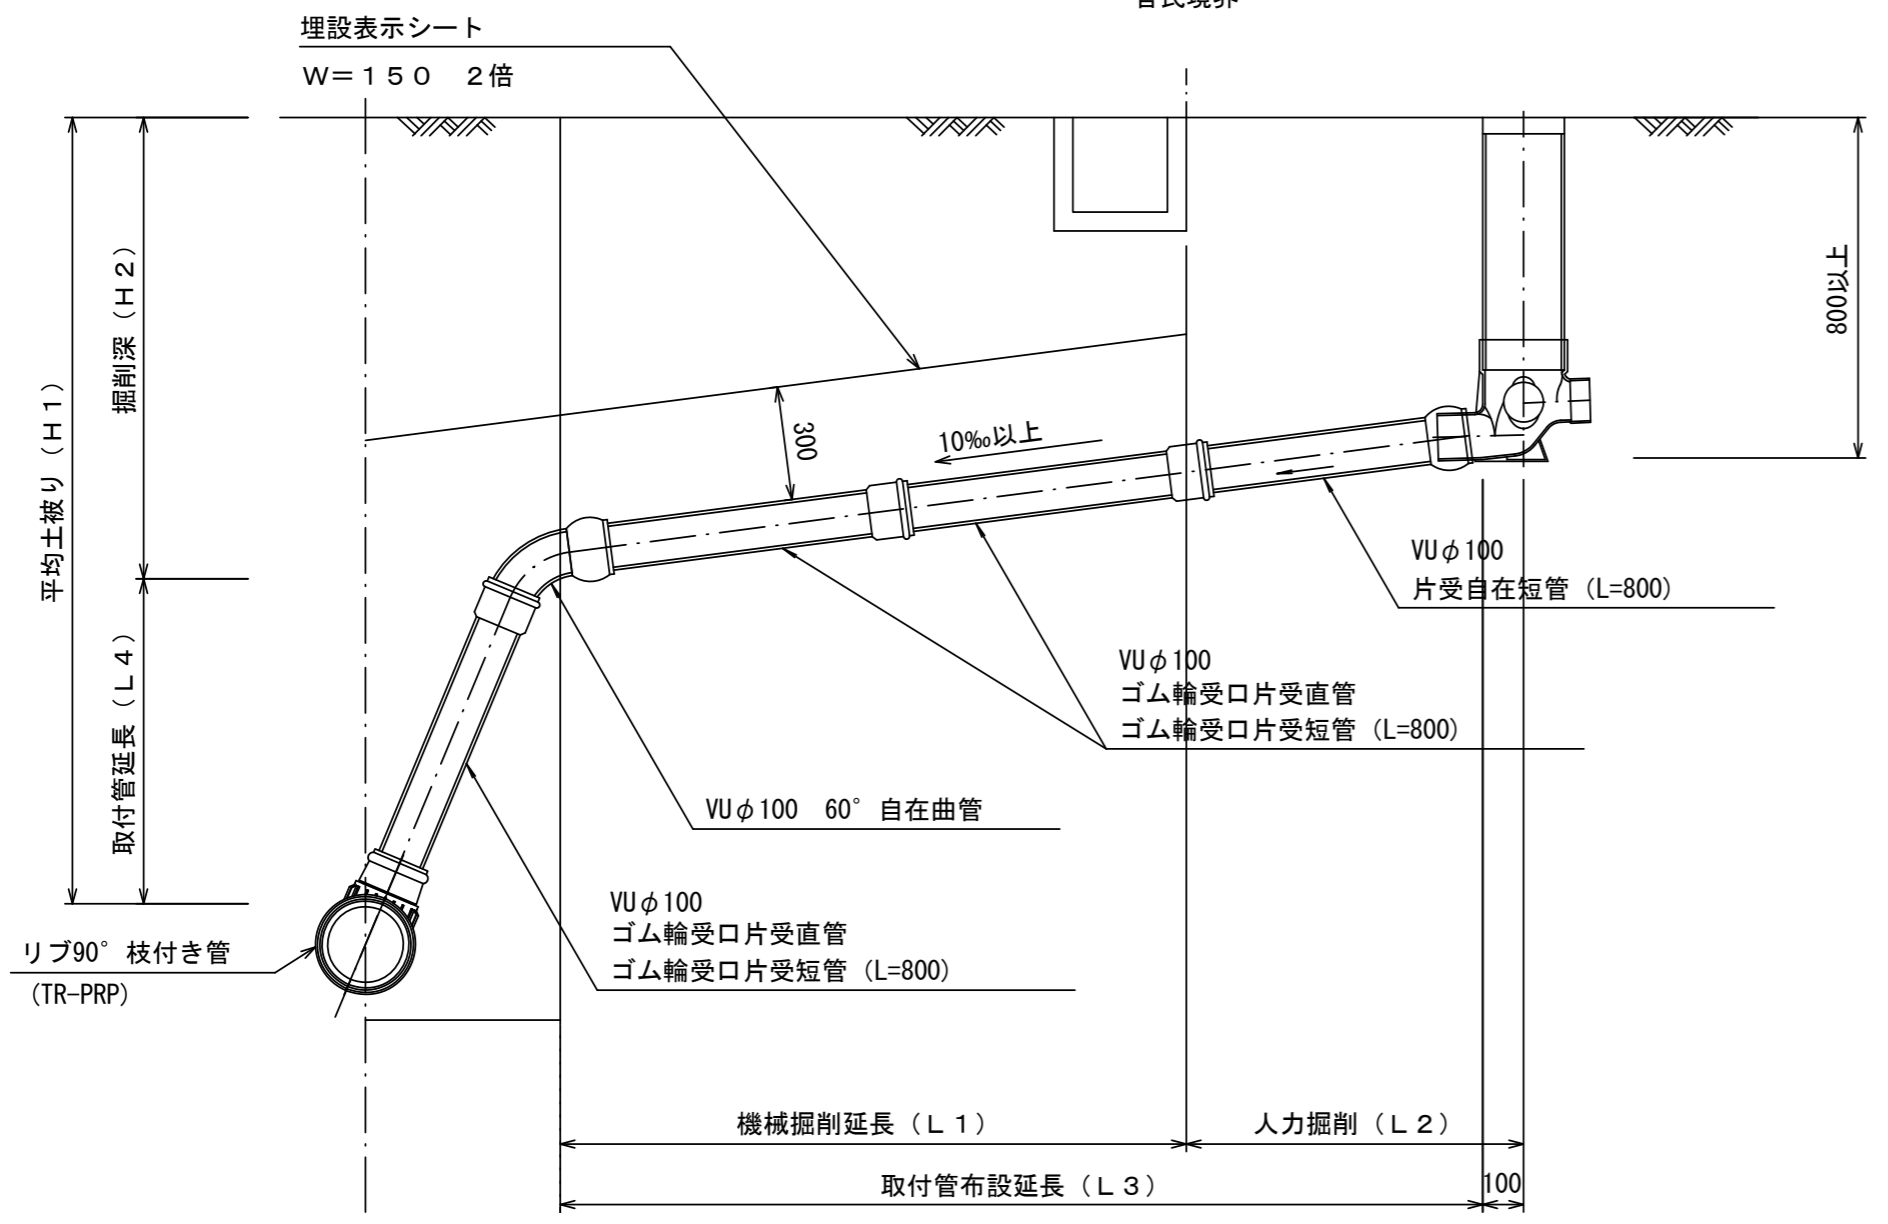 埋設表示シート
W=150 2倍
掘削深(H2)
平均土被り(H1)
取付管延長(L4)
800以上
300
10‰以上
VUφ100
片受自在短管(L=800)
VUφ100
ゴム輪受口片受直管
ゴム輪受口片受短管(L=800)
VUφ100 60°自在曲管
VUφ100
ゴム輪受口片受直管
ゴム輪受口片受短管(L=800)
リブ90°枝付き管
(TR-PRP)
機械掘削延長(L1)
人力掘削(L2)
取付管布設延長(L3)
100